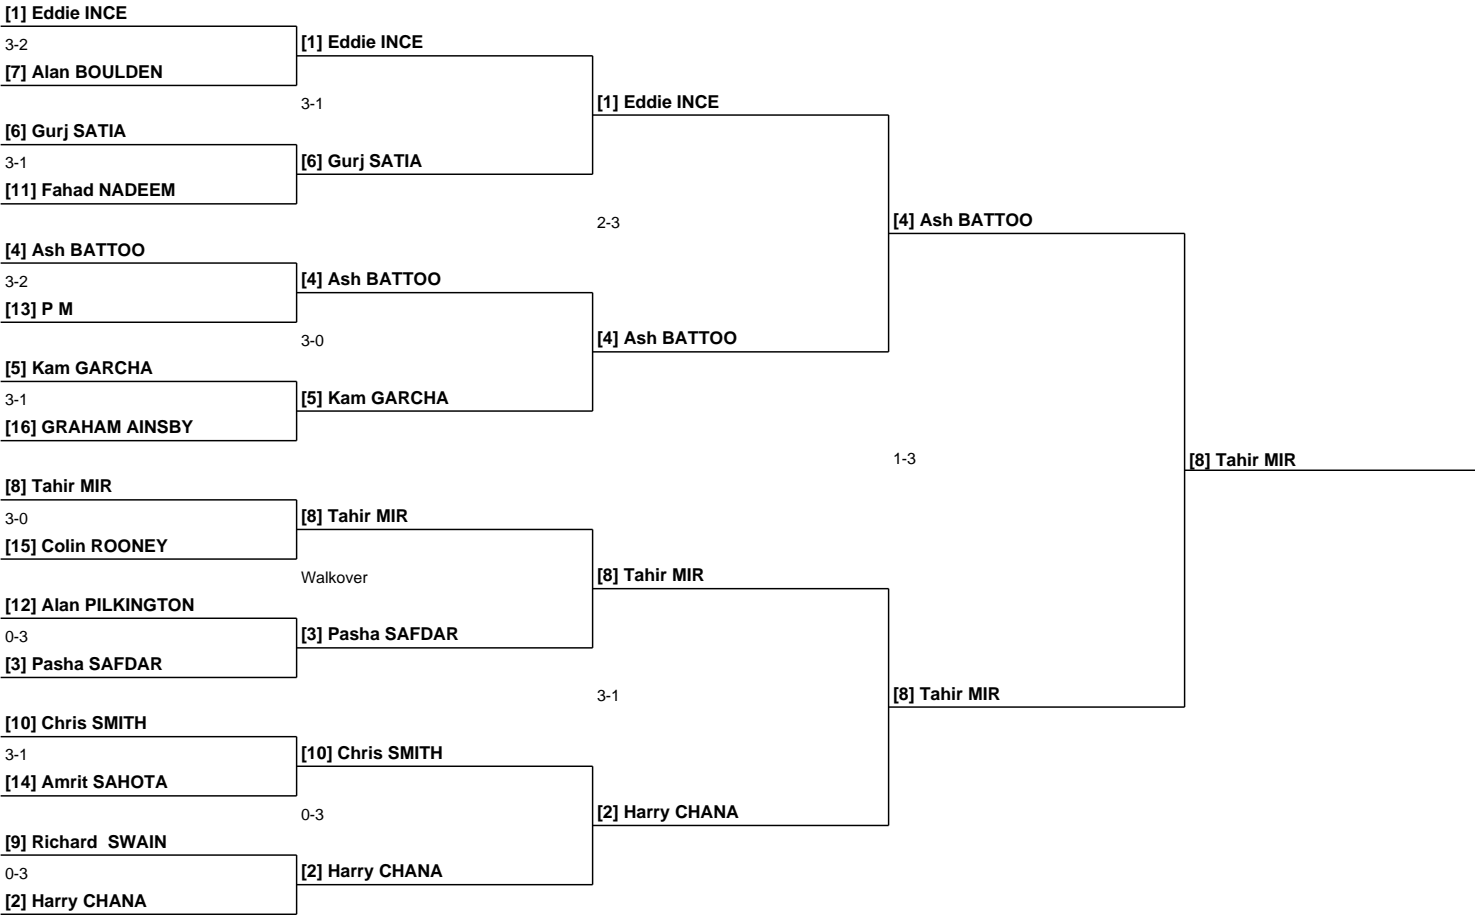 [1] Eddie INCE
3-2
[7] Alan BOULDEN
[6] Gurj SATIA
3-1
[11] Fahad NADEEM
[4] Ash BATTOO
3-2
[13] P M
[5] Kam GARCHA
3-1
[16] GRAHAM AINSBY
[8] Tahir MIR
3-0
[15] Colin ROONEY
[12] Alan PILKINGTON
0-3
[3] Pasha SAFDAR
[10] Chris SMITH
3-1
[14] Amrit SAHOTA
[9] Richard  SWAIN
0-3
[2] Harry CHANA
[1] Eddie INCE
3-1
[6] Gurj SATIA
[4] Ash BATTOO
3-0
[5] Kam GARCHA
[8] Tahir MIR
Walkover
[3] Pasha SAFDAR
[10] Chris SMITH
0-3
[2] Harry CHANA
[1] Eddie INCE
2-3
[4] Ash BATTOO
[8] Tahir MIR
3-1
[2] Harry CHANA
[4] Ash BATTOO
1-3
[8] Tahir MIR
[8] Tahir MIR